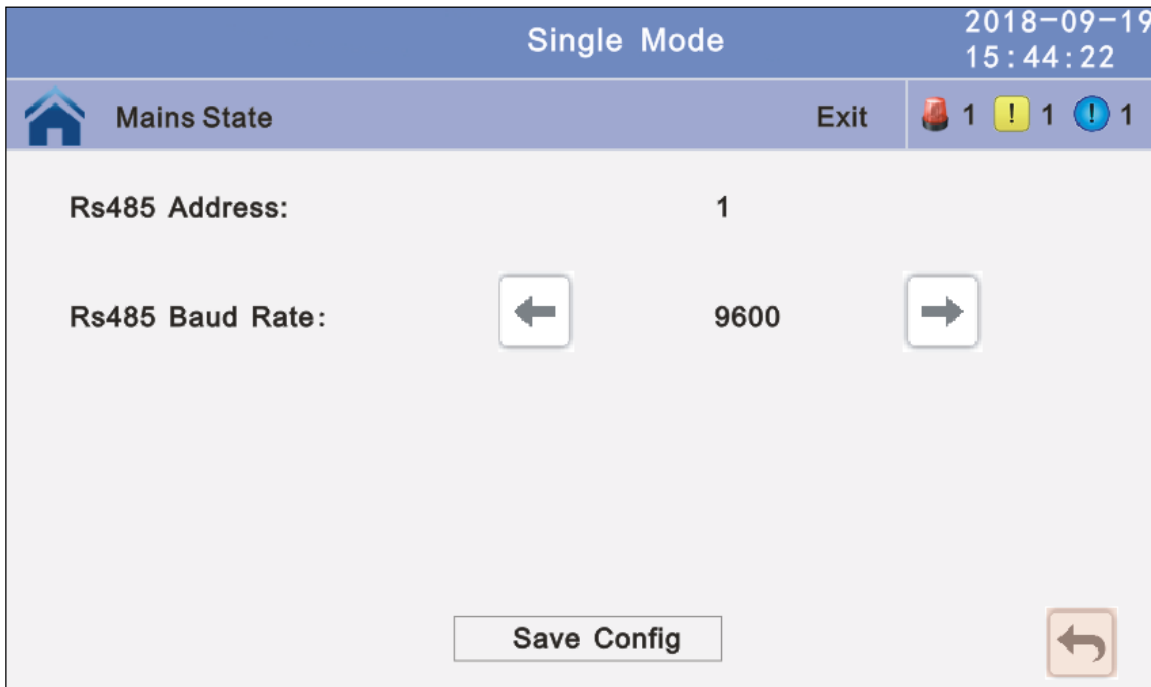 Single Mode
2018-09-19
15:44:22
Mains State Exit 1 ! 1 ! 1
Rs485 Address: 1
Rs485 Baud Rate: 9600
Save Config